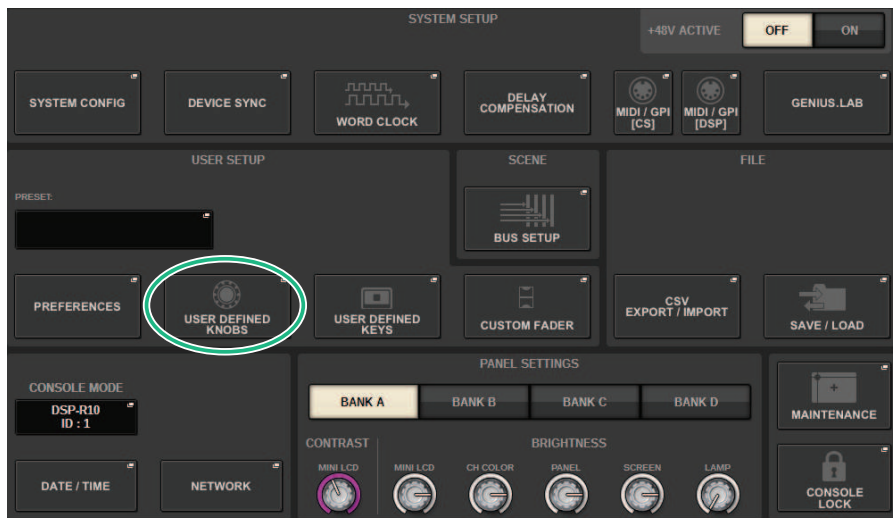 SYSTEM SETUP
+48V ACTIVE
OFF
ON
SYSTEM CONFIG
DEVICE SYNC
WORD CLOCK
DELAY
COMPENSATION
MIDI / GPI
[CS]
MIDI / GPI
[DSP]
GENIUS.LAB
USER SETUP
SCENE
FILE
PRESET:
BUS SETUP
PREFERENCES
USER DEFINED
KNOBS
USER DEFINED
KEYS
CUSTOM FADER
CSV
EXPORT / IMPORT
SAVE / LOAD
CONSOLE MODE
DSP-R10
ID : 1
DATE / TIME
NETWORK
PANEL SETTINGS
BANK A
BANK B
BANK C
BANK D
CONTRAST
BRIGHTNESS
MINI LCD
MINI LCD
CH COLOR
PANEL
SCREEN
LAMP
MAINTENANCE
CONSOLE
LOCK